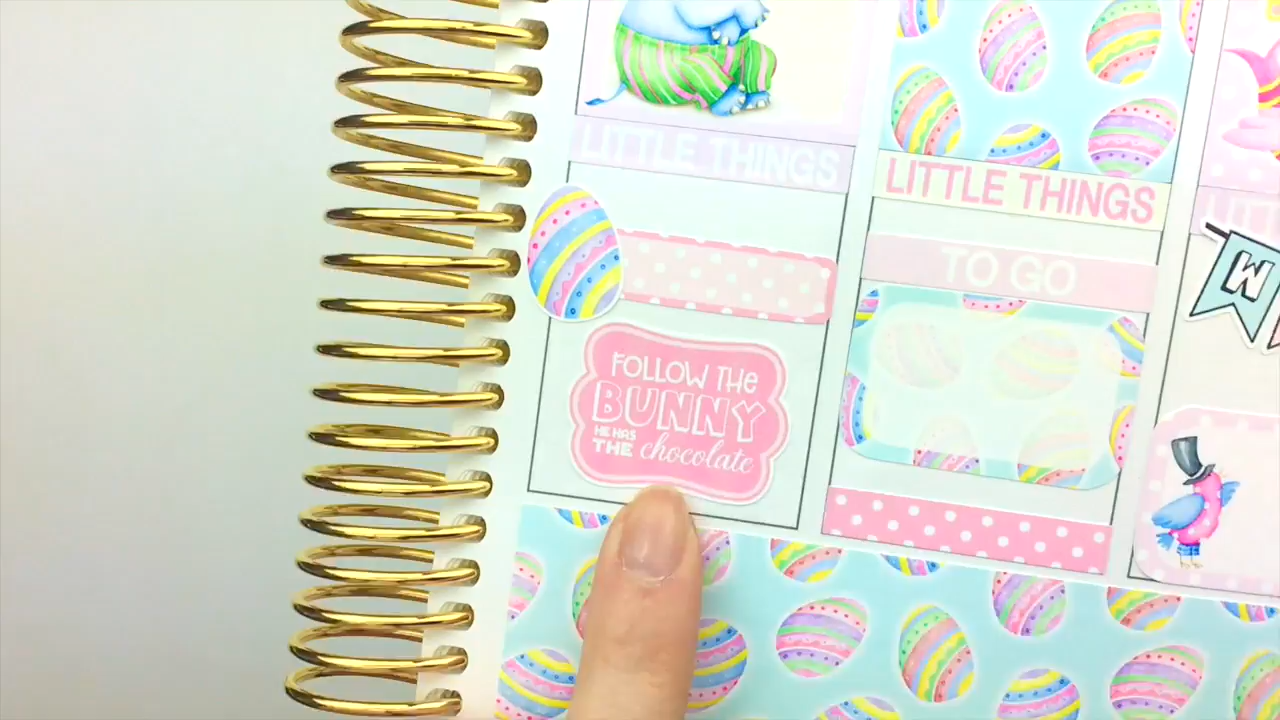 LITTLE THINGS
LITTLE THINGS
TO GO
FOLLOW THE
BUNNY
HE HAS
THE chocolate
W